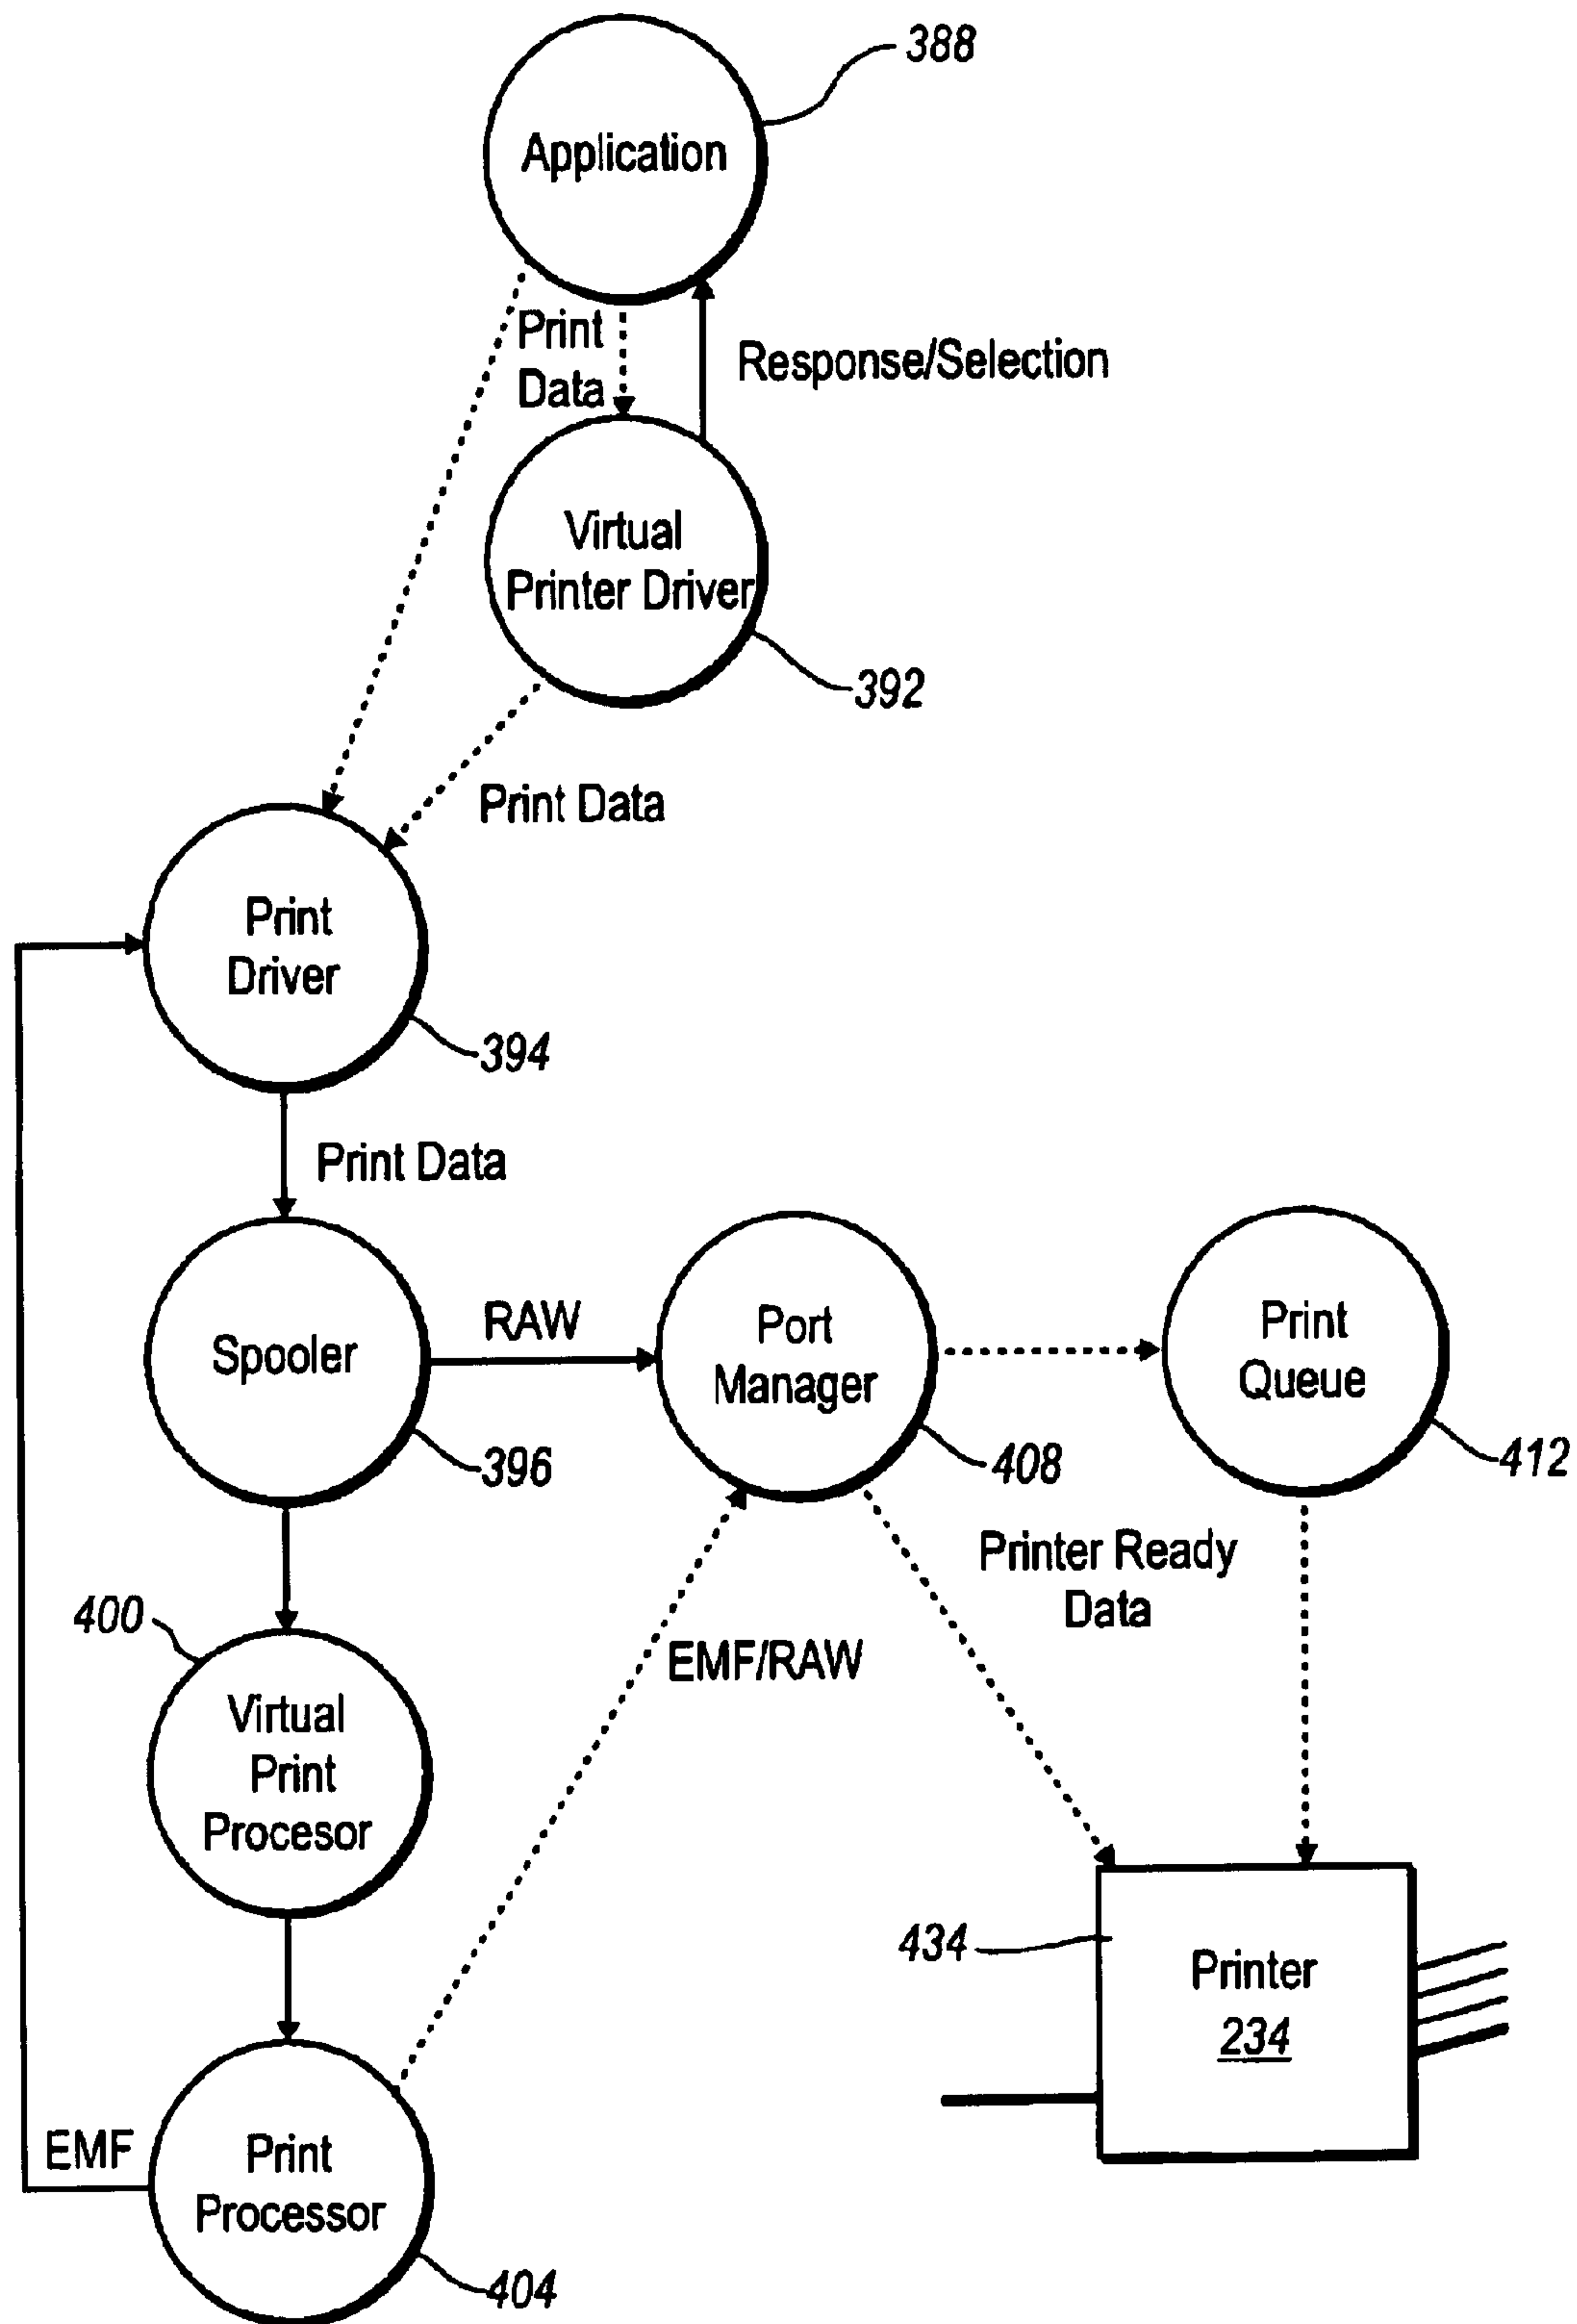 388
Application
Print
Data
Response/Selection
Virtual
Printer Driver
392
Print Data
Print
Driver
394
Print Data
Spooler
396
RAW
Port
Manager
408
Print
Queue
412
Printer Ready
Data
400
Virtual
Print
Procesor
EMF/RAW
434
Printer
234
EMF
Print
Processor
404